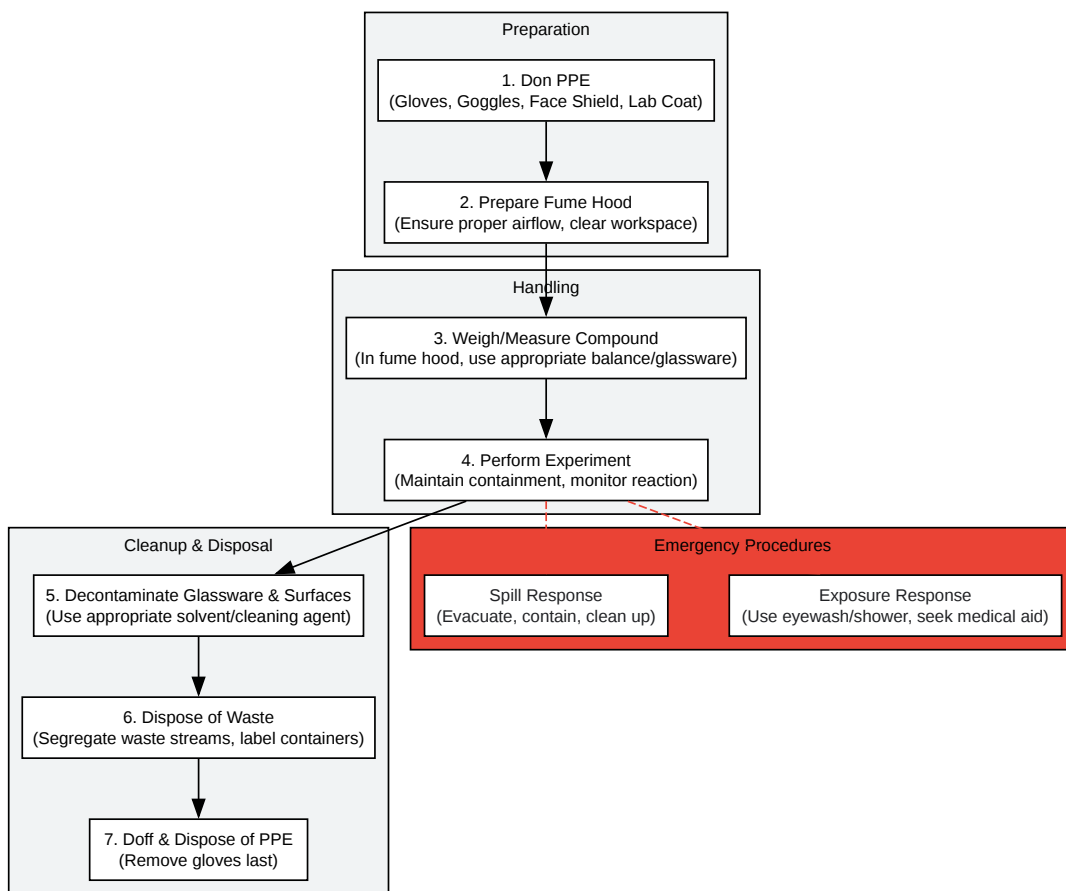 Preparation
1. Don PPE
(Gloves, Goggles, Face Shield, Lab Coat)
2. Prepare Fume Hood
(Ensure proper airflow, clear workspace)
Handling
3. Weigh/Measure Compound
(In fume hood, use appropriate balance/glassware)
4. Perform Experiment
(Maintain containment, monitor reaction)
Cleanup & Disposal
5. Decontaminate Glassware & Surfaces
(Use appropriate solvent/cleaning agent)
6. Dispose of Waste
(Segregate waste streams, label containers)
7. Doff & Dispose of PPE
(Remove gloves last)
Emergency Procedures
Spill Response
(Evacuate, contain, clean up)
Exposure Response
(Use eyewash/shower, seek medical aid)